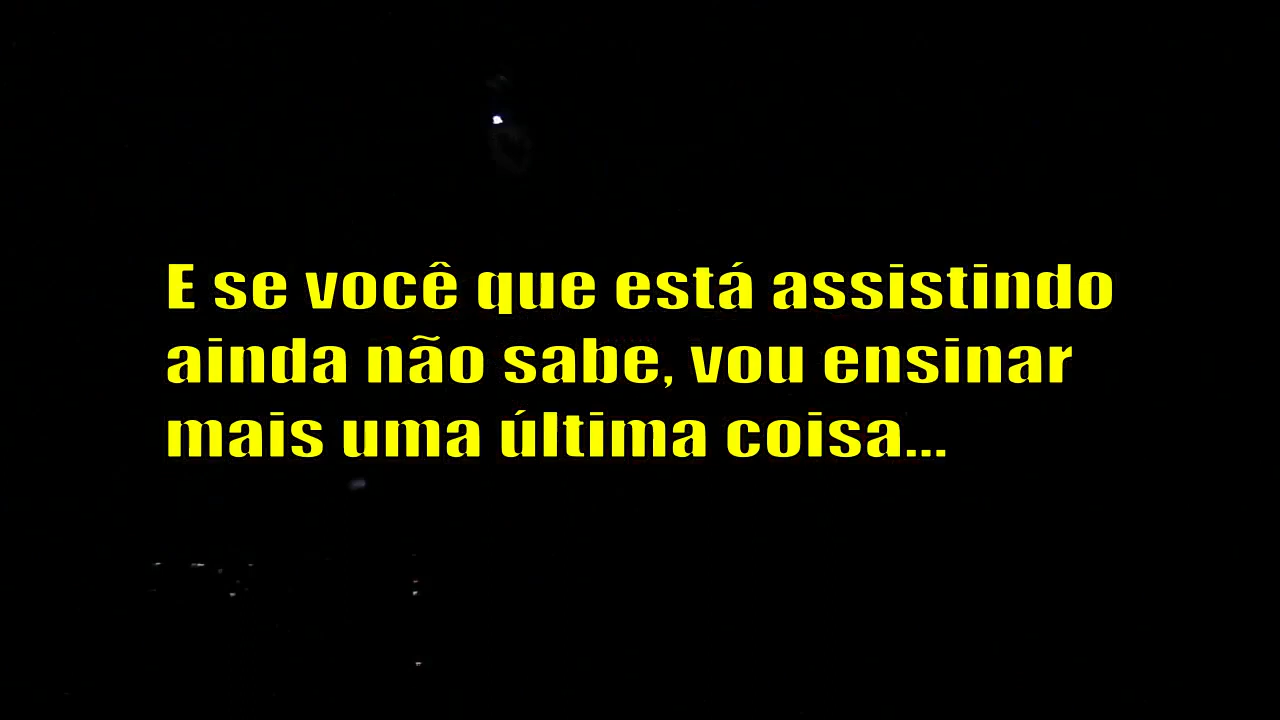 E se você que está assistindo
ainda não sabe, vou ensinar
mais uma última coisa...